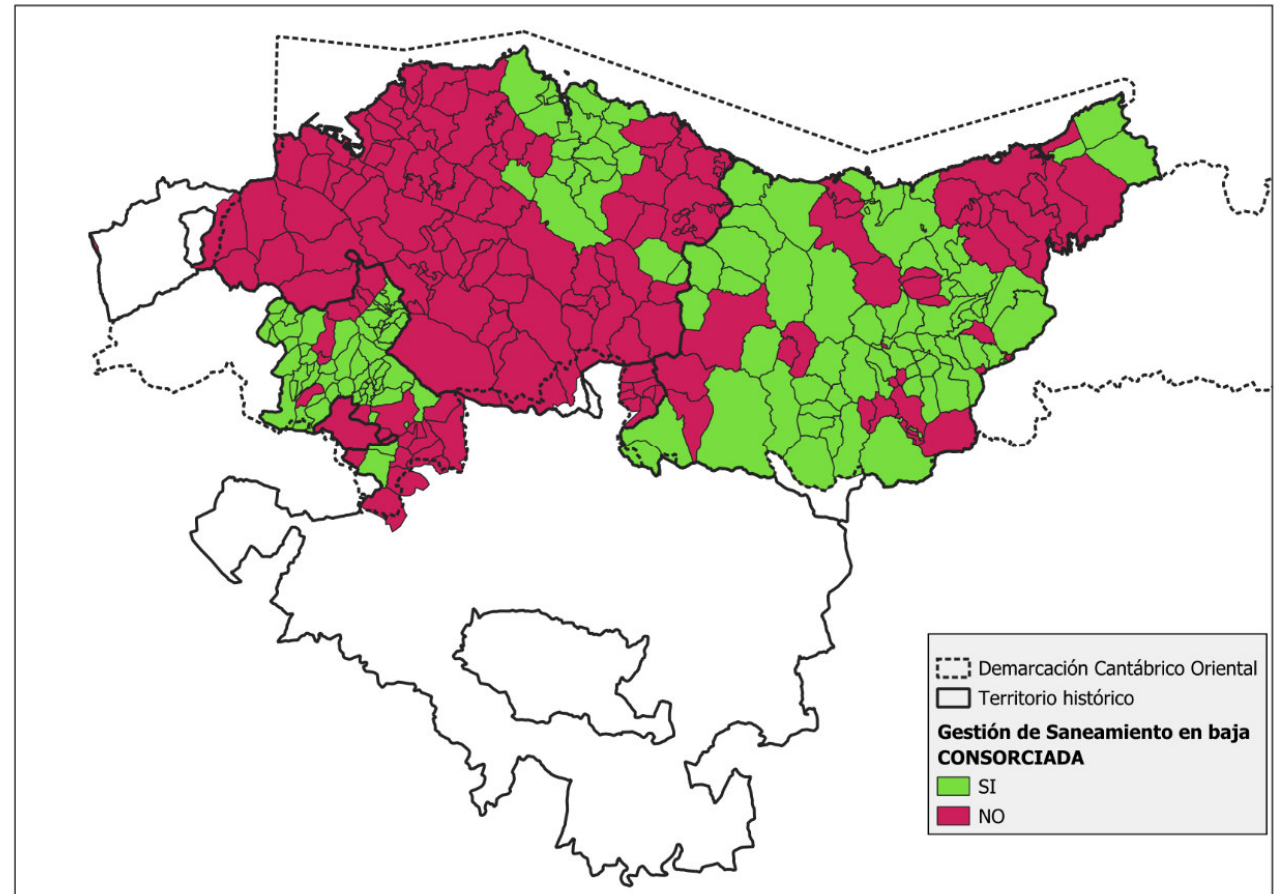 Demarcación Cantábrico Oriental
Territorio histórico
Gestión de Saneamiento en baja
CONSORCIADA
SI
NO